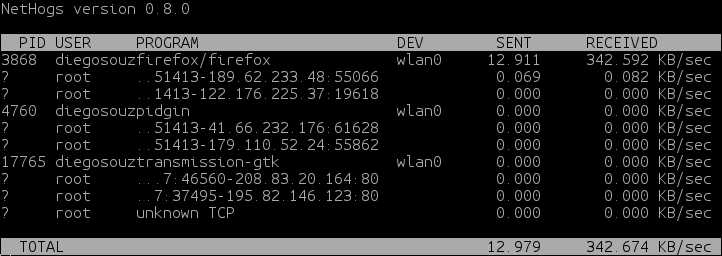 NetHogs version 0.8.0
PID USER PROGRAM DEV SENT RECEIVED
3868 diegosouzfirefox/firefox wlan0 12.911 342.592 KB/sec
? root ..51413-189.62.233.48:55066 0.069 0.082 KB/sec
? root ..1413-122.176.225.37:19618 0.000 0.000 KB/sec
4760 diegosouzpidgin wlan0 0.000 0.000 KB/sec
? root ..51413-41.66.232.176:61628 0.000 0.000 KB/sec
? root ..51413-179.110.52.24:55862 0.000 0.000 KB/sec
17765 diegosouztransmission-gtk wlan0 0.000 0.000 KB/sec
? root ...7:46560-208.83.20.164:80 0.000 0.000 KB/sec
? root ..7:37495-195.82.146.123:80 0.000 0.000 KB/sec
? root unknown TCP 0.000 0.000 KB/sec
TOTAL 12.979 342.674 KB/sec